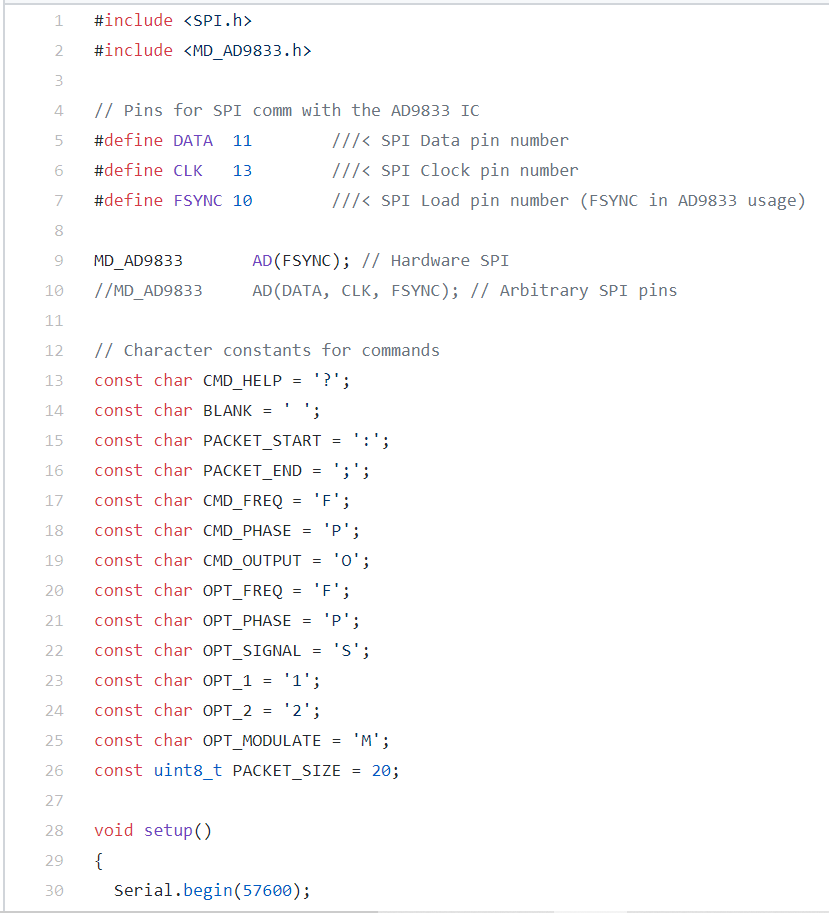 1 #include <SPI.h>
2 #include <MD_AD9833.h>
3
4 // Pins for SPI comm with the AD9833 IC
5 #define DATA  11        ///< SPI Data pin number
6 #define CLK   13        ///< SPI Clock pin number
7 #define FSYNC 10        ///< SPI Load pin number (FSYNC in AD9833 usage)
8
9 MD_AD9833       AD(FSYNC); // Hardware SPI
10 //MD_AD9833     AD(DATA, CLK, FSYNC); // Arbitrary SPI pins
11
12 // Character constants for commands
13 const char CMD_HELP = '?';
14 const char BLANK = ' ';
15 const char PACKET_START = ':';
16 const char PACKET_END = ';';
17 const char CMD_FREQ = 'F';
18 const char CMD_PHASE = 'P';
19 const char CMD_OUTPUT = 'O';
20 const char OPT_FREQ = 'F';
21 const char OPT_PHASE = 'P';
22 const char OPT_SIGNAL = 'S';
23 const char OPT_1 = '1';
24 const char OPT_2 = '2';
25 const char OPT_MODULATE = 'M';
26 const uint8_t PACKET_SIZE = 20;
27
28 void setup()
29 {
30   Serial.begin(57600);